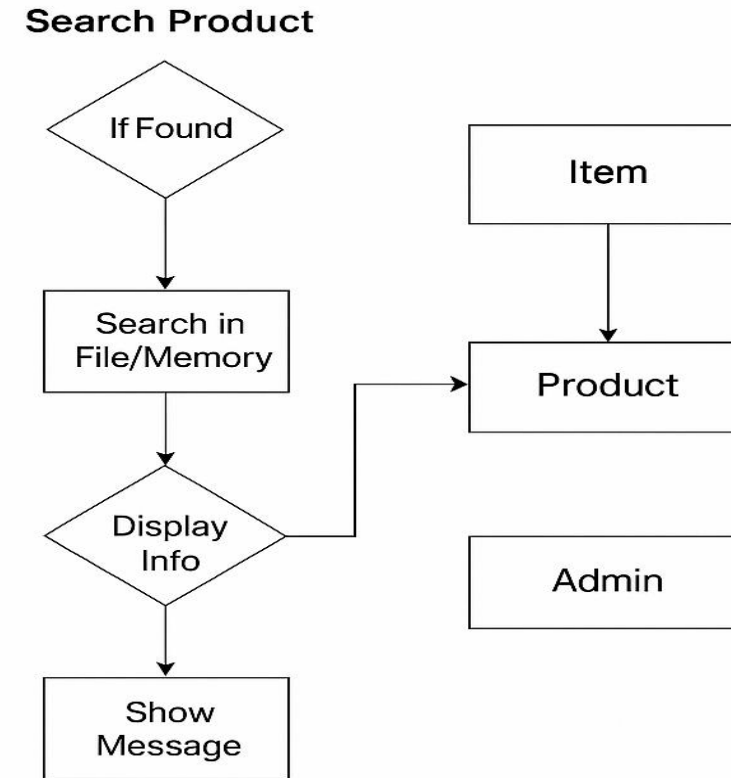 Search Product
If Found
Search in
File/Memory
Display
Info
Show
Message
Item
Product
Admin